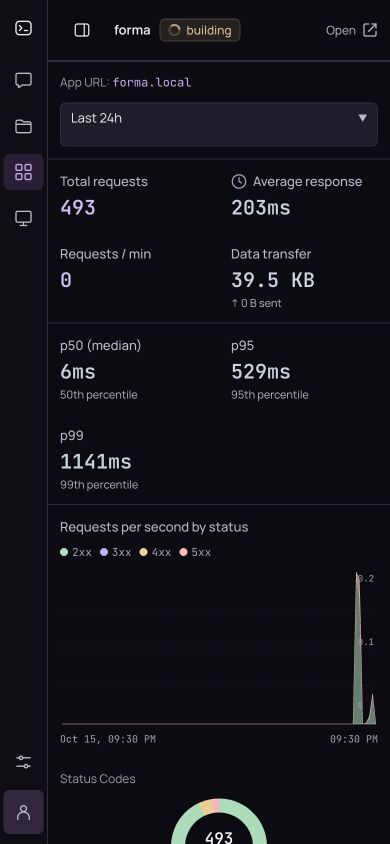 forma building Open
App URL: forma.local
Last 24h
Total requests
493
Average response
203ms
Requests / min
0
Data transfer
39.5 KB
↑ 0 B sent
p50 (median)
6ms
50th percentile
p95
529ms
95th percentile
p99
1141ms
99th percentile
Requests per second by status
2xx 3xx 4xx 5xx
0.2
0.1
0
Oct 15, 09:30 PM 09:30 PM
Status Codes
493